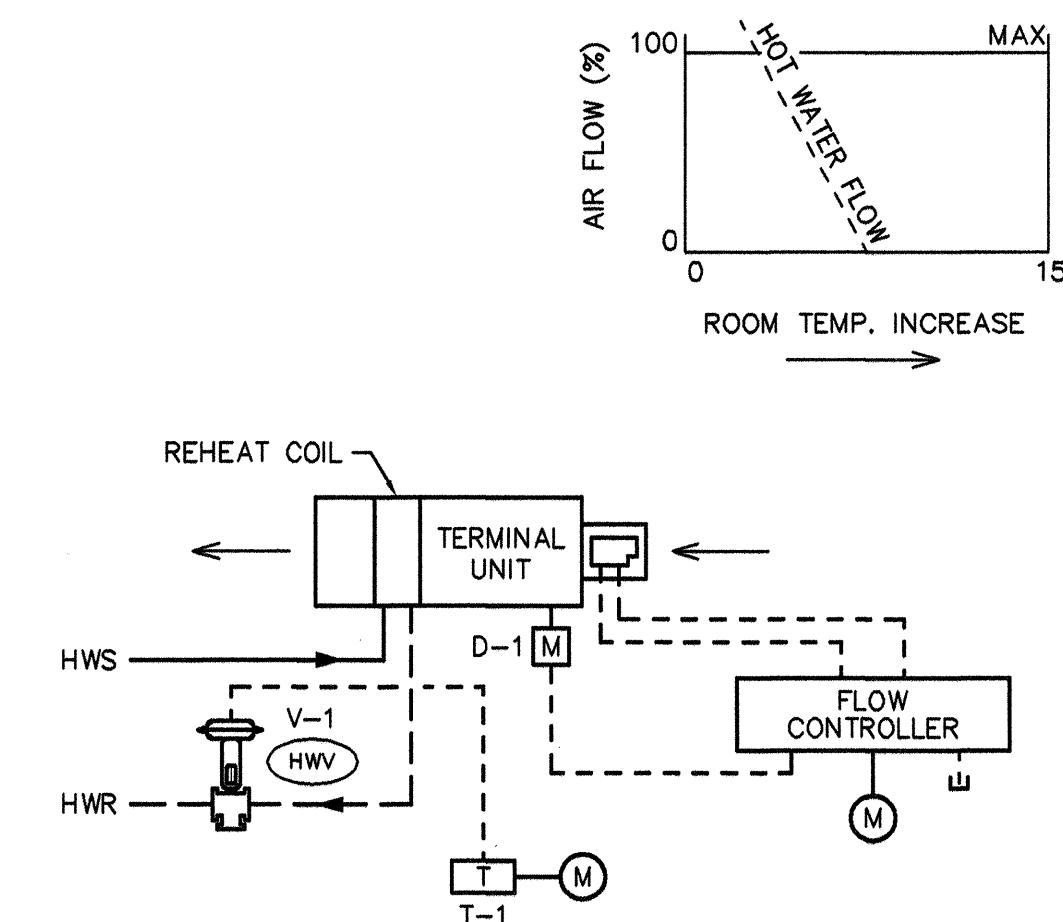 100
MAX
HOT WATER FLOW
AIR FLOW (%)
0
0
15
ROOM TEMP. INCREASE
REHEAT COIL
TERMINAL
UNIT
D-1
M
HWS
FLOW
CONTROLLER
V-1
HWV
HWR
M
T
M
T-1